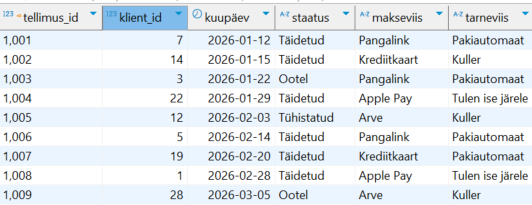 123 tellimus_id 123 klient_id kuupäev A-Z staatus A-Z makseviis A-Z tarneviis
1,001 7 2026-01-12 Täidetud Pangalink Pakiautomaat
1,002 14 2026-01-15 Täidetud Krediitkaart Kuller
1,003 3 2026-01-22 Ootel Pangalink Pakiautomaat
1,004 22 2026-01-29 Täidetud Apple Pay Tulen ise järele
1,005 12 2026-02-03 Tühistatud Arve Kuller
1,006 5 2026-02-14 Täidetud Pangalink Pakiautomaat
1,007 19 2026-02-20 Täidetud Krediitkaart Pakiautomaat
1,008 1 2026-02-28 Täidetud Apple Pay Tulen ise järele
1,009 28 2026-03-05 Ootel Arve Kuller